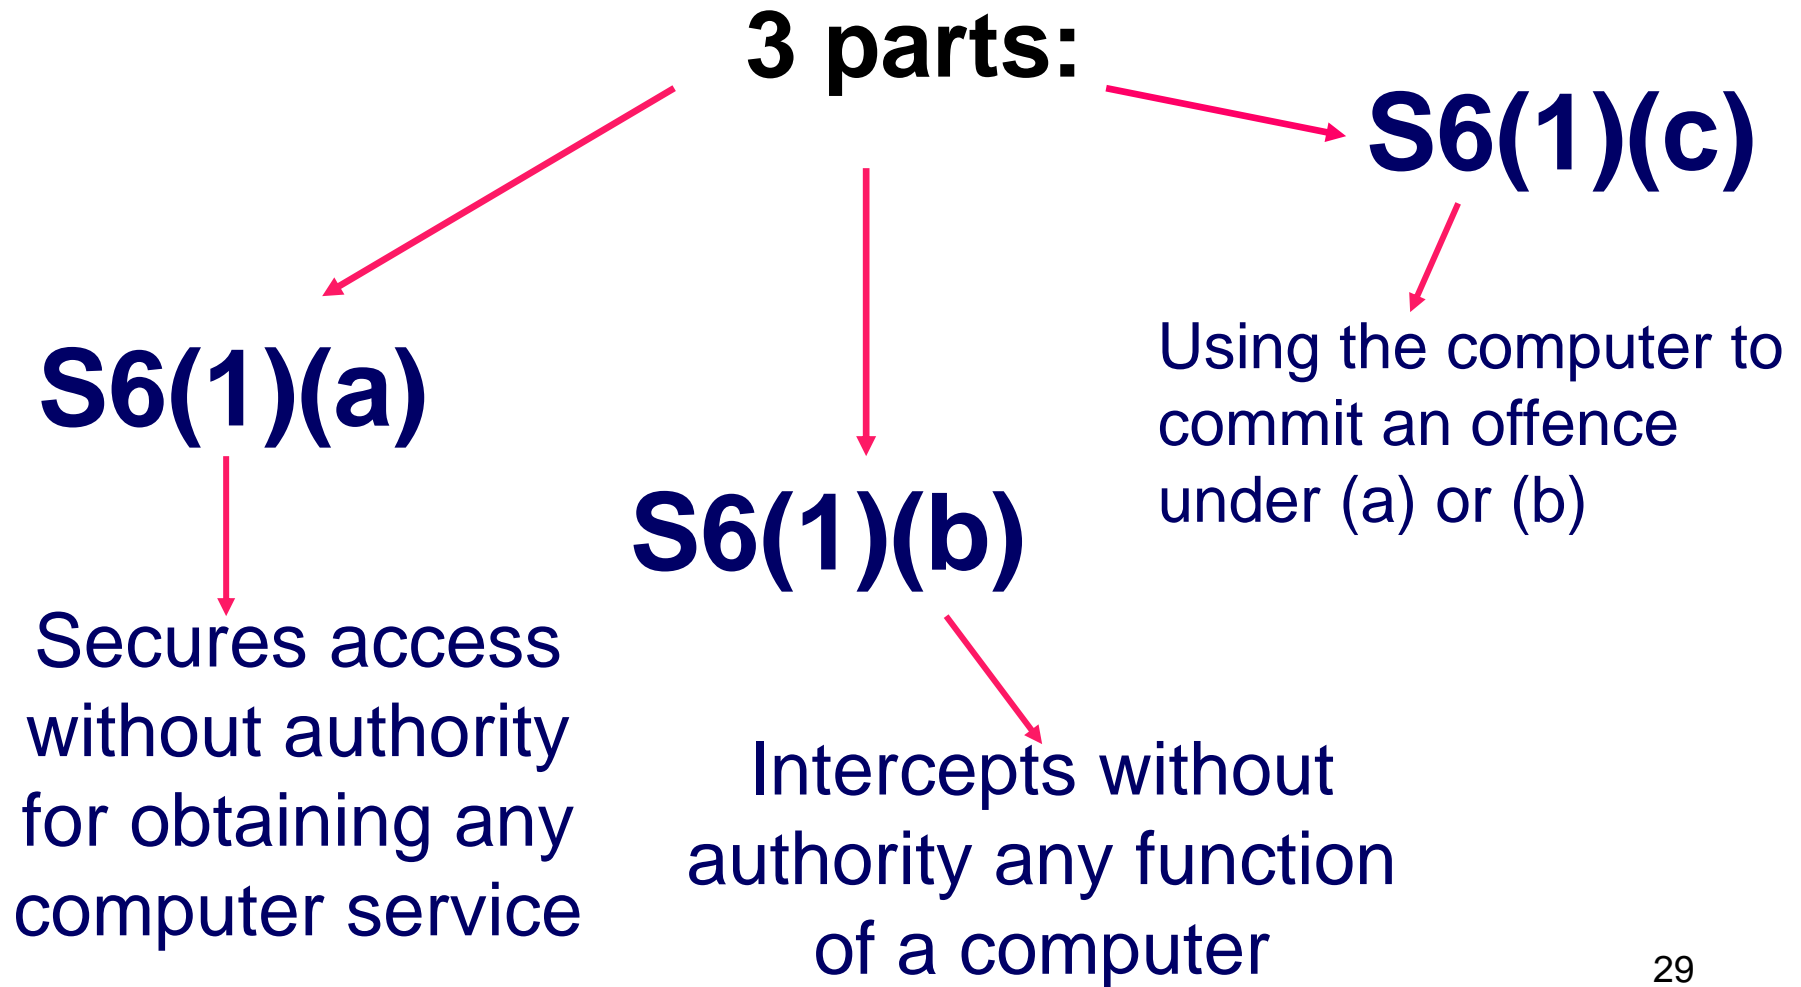 3 parts:
S6(1)(a)
Secures access
without authority
for obtaining any
computer service
S6(1)(b)
Intercepts without
authority any function
of a computer
S6(1)(c)
Using the computer to
commit an offence
under (a) or (b)
29